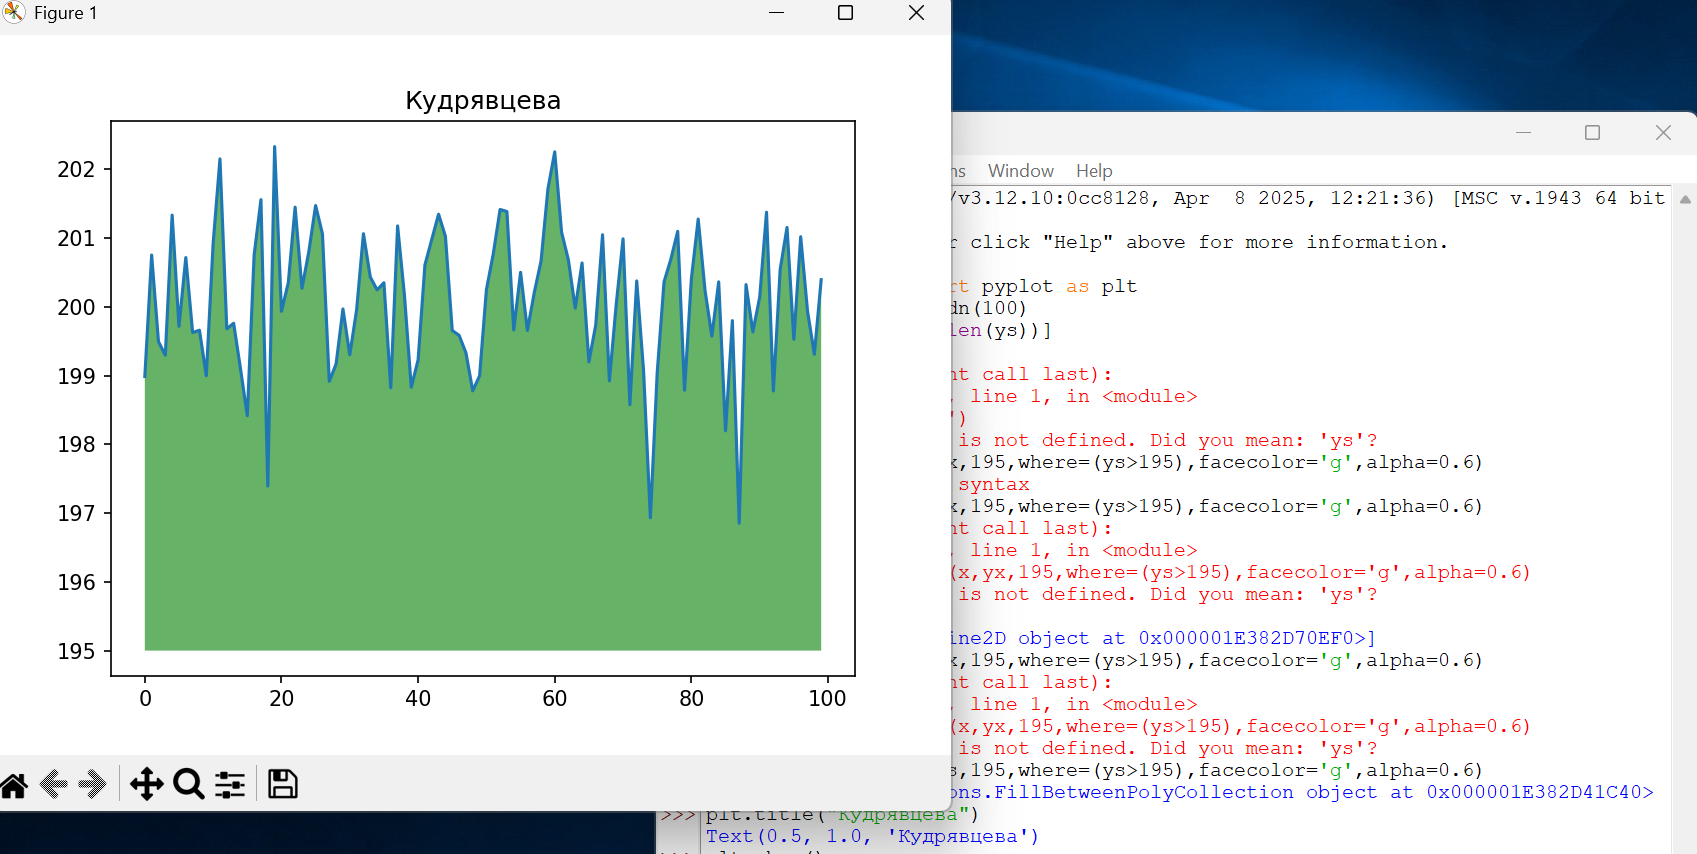 Figure 1
Кудрявцева
202
201
200
199
198
197
196
195
0 20 40 60 80 100
ns Window Help
/v3.12.10:0cc8128, Apr  8 2025, 12:21:36) [MSC v.1943 64 bit
r click "Help" above for more information.
rt pyplot as plt
dn(100)
len(ys))]
nt call last):
, line 1, in <module>
')
is not defined. Did you mean: 'ys'?
x,195,where=(ys>195),facecolor='g',alpha=0.6)
syntax
x,195,where=(ys>195),facecolor='g',alpha=0.6)
nt call last):
, line 1, in <module>
(x,yx,195,where=(ys>195),facecolor='g',alpha=0.6)
is not defined. Did you mean: 'ys'?
ine2D object at 0x000001E382D70EF0>]
x,195,where=(ys>195),facecolor='g',alpha=0.6)
nt call last):
, line 1, in <module>
(x,yx,195,where=(ys>195),facecolor='g',alpha=0.6)
is not defined. Did you mean: 'ys'?
s,195,where=(ys>195),facecolor='g',alpha=0.6)
ons.FillBetweenPolyCollection object at 0x000001E382D41C40>
>>> plt.title("Кудрявцева")
Text(0.5, 1.0, 'Кудрявцева')